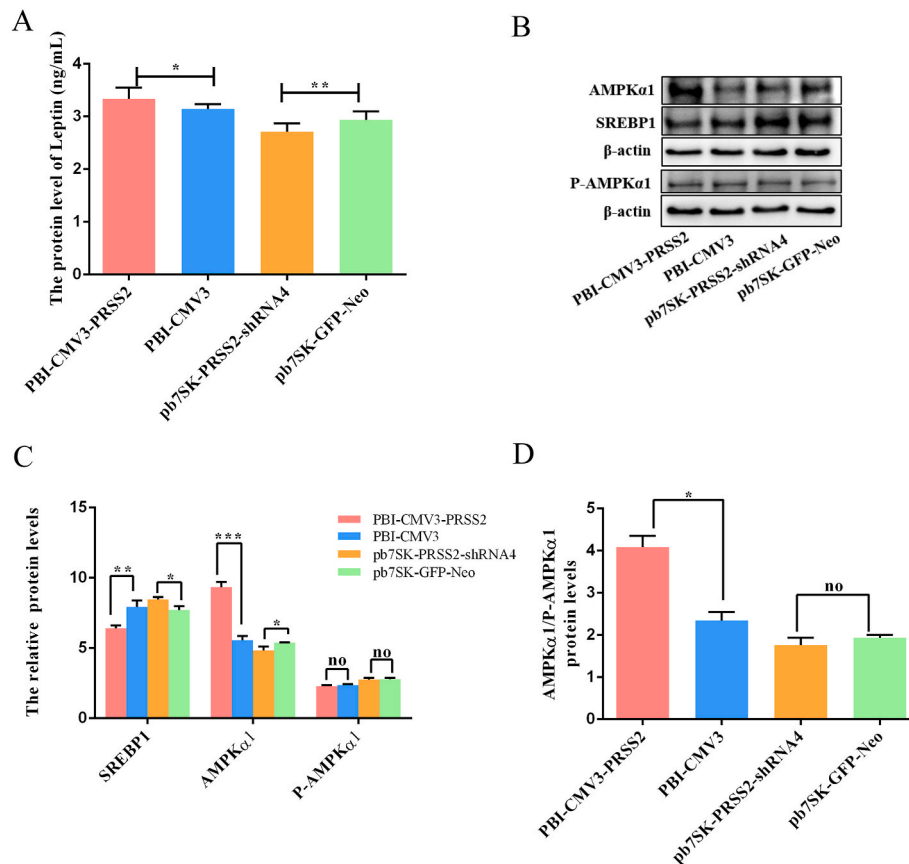 A
The protein level of Leptin (ng/mL)
4
3
2
1
0
*
**
PBI-CMV3-PRSS2
PBI-CMV3
pb7SK-PRSS2-shRNA4
pb7SK-GFP-Neo
B
AMPKα1
SREBP1
β-actin
P-AMPKα1
β-actin
PBI-CMV3-PRSS2
PBI-CMV3
pb7SK-PRSS2-shRNA4
pb7SK-GFP-Neo
C
The relative protein levels
15
10
5
0
PBI-CMV3-PRSS2
PBI-CMV3
pb7SK-PRSS2-shRNA4
pb7SK-GFP-Neo
**
*
***
*
no
no
SREBP1
AMPKα1
P-AMPKα1
D
AMPKα1/P-AMPKα1
protein levels
5
4
3
2
1
0
*
no
PBI-CMV3-PRSS2
PBI-CMV3
pb7SK-PRSS2-shRNA4
pb7SK-GFP-Neo